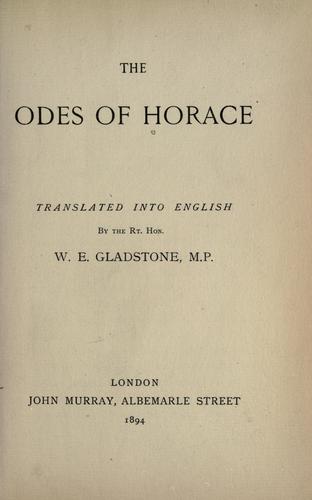 THE
ODES OF HORACE
TRANSLATED INTO ENGLISH
BY THE RT. HON.
W. E. GLADSTONE, M.P.
LONDON
JOHN MURRAY, ALBEMARLE STREET
1894